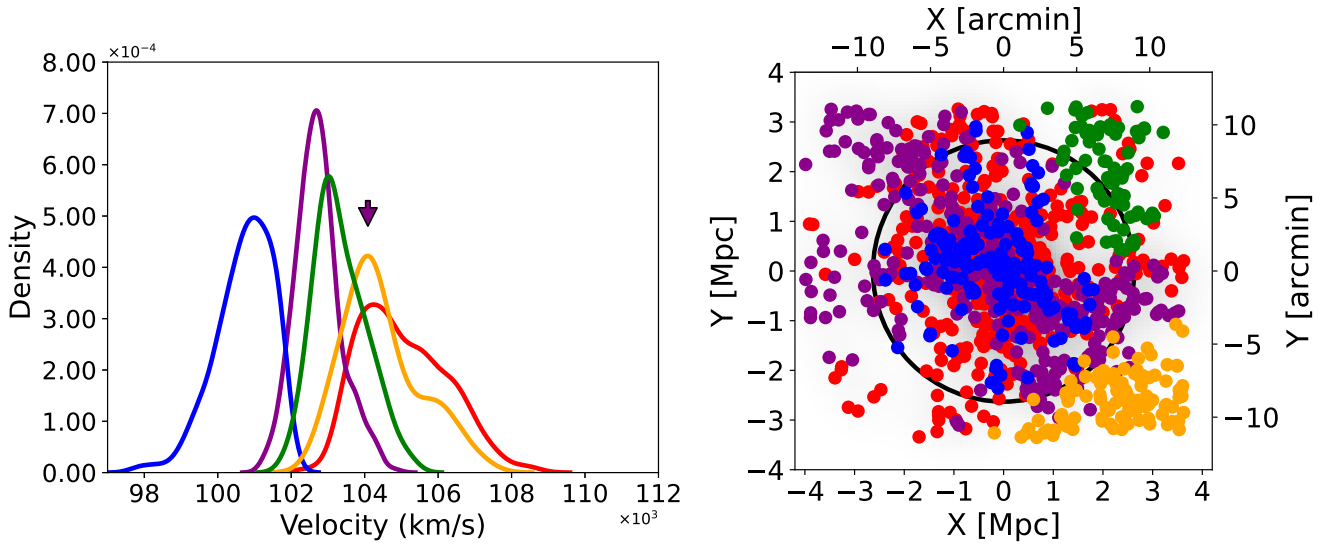 ×10⁻⁴
8.00
7.00
6.00
5.00
4.00
3.00
2.00
1.00
0.00
Density
98 100 102 104 106 108 110 112
×10³
Velocity (km/s)
X [arcmin]
−10 −5 0 5 10
4
3
2
1
0
−1
−2
−3
−4
Y [Mpc]
10
5
0
−5
−10
Y [arcmin]
−4 −3 −2 −1 0 1 2 3 4
X [Mpc]